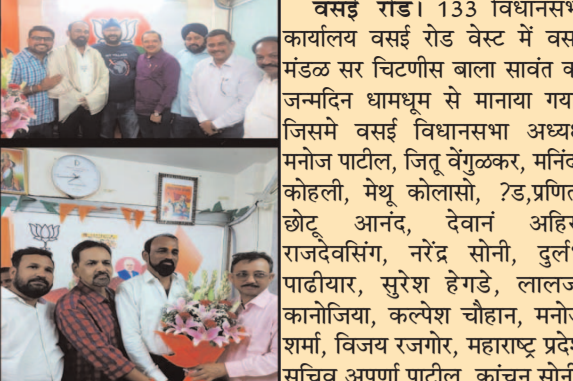 वसई रोड। 133 विधानसभ
कार्यालय वसई रोड वेस्ट में वस
मंडळ सर चिटणीस बाला सावंत क
जन्मदिन धामधूम से मानाया गय
जिसमे वसई विधानसभा अध्यक्ष
मनोज पाटील, जितू वेंगुळकर, मनिंद
कोहली, मेथू कोलासो, ?ड,प्रणित
छोटू आनंद, देवानं अहिर
राजदेवसिंग, नरेंद्र सोनी, दुर्लभ
पाढीयार, सुरेश हेगडे, लालज
कानोजिया, कल्पेश चौहान, मनोज
शर्मा, विजय रजगोर, महाराष्ट्र प्रदेश
सचिव अपर्णा पाटील, कांचन सोनी